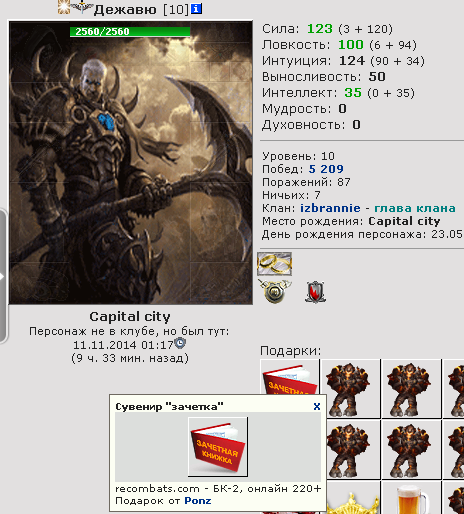 Дежавю [10]
2560/2560
Сила: 123 (3 + 120)
Ловкость: 100 (6 + 94)
Интуиция: 124 (90 + 34)
Выносливость: 50
Интеллект: 35 (0 + 35)
Мудрость: 0
Духовность: 0
Уровень: 10
Побед: 5 209
Поражений: 87
Ничьих: 7
Клан: izbrannie - глава клана
Место рождения: Capital city
День рождения персонажа: 23.05
Capital city
Персонаж не в клубе, но был тут:
11.11.2014 01:17
(9 ч. 33 мин. назад)
Подарки:
ЗАЧЕТНАЯ
Сувенир "зачетка" x
ЗАЧЕТНАЯ
КНИЖКА
recombats.com - БК-2, онлайн 220+
Подарок от Ponz